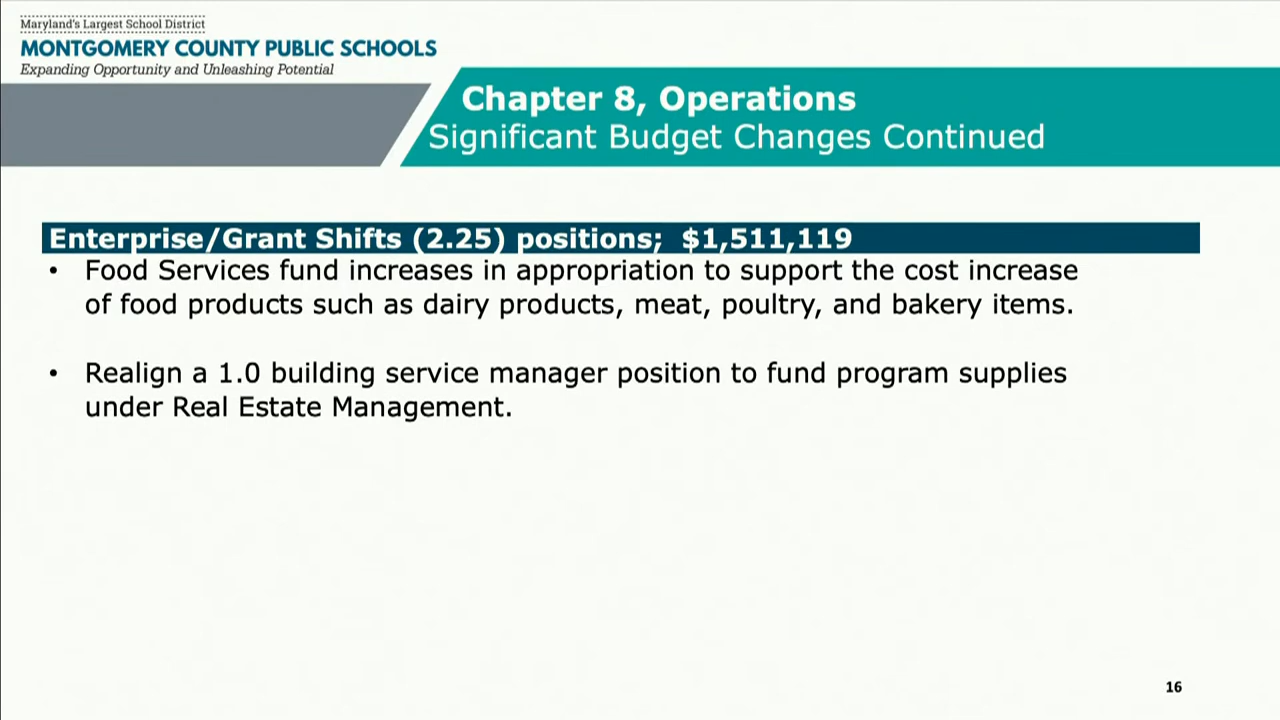 Maryland's Largest School District
MONTGOMERY COUNTY PUBLIC SCHOOLS
Expanding Opportunity and Unleashing Potential
Chapter 8, Operations
Significant Budget Changes Continued
Enterprise/Grant Shifts (2.25) positions; $1,511,119
• Food Services fund increases in appropriation to support the cost increase
of food products such as dairy products, meat, poultry, and bakery items.
• Realign a 1.0 building service manager position to fund program supplies
under Real Estate Management.
16